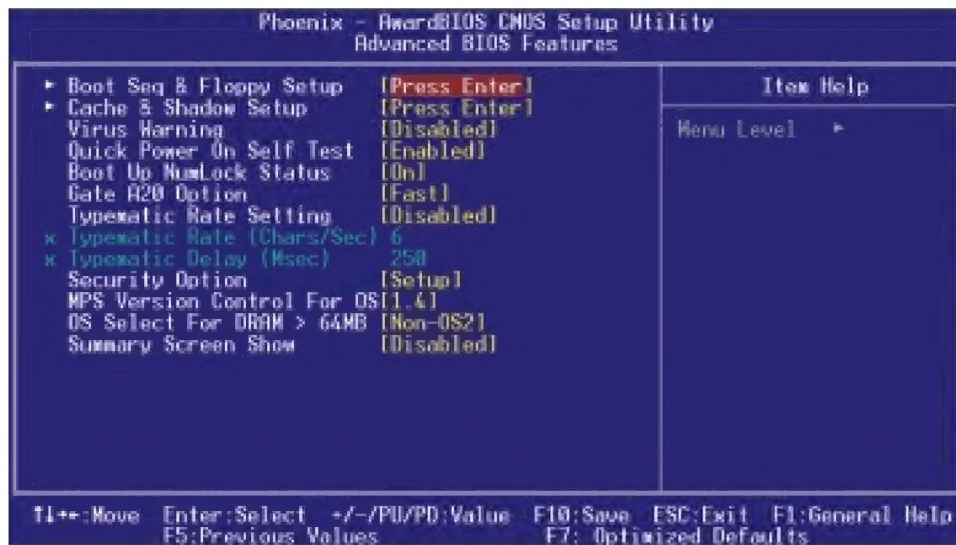 Phoenix - AwardBIOS CMOS Setup Utility
Advanced BIOS Features
► Boot Seq & Floppy Setup [Press Enter]
► Cache & Shadow Setup [Press Enter]
Virus Warning [Disabled]
Quick Power On Self Test [Enabled]
Boot Up NumLock Status [On]
Gate A20 Option [Fast]
Typematic Rate Setting [Disabled]
x Typematic Rate (Chars/Sec) 6
x Typematic Delay (Msec) 250
Security Option [Setup]
MPS Version Control For OS[1.4]
OS Select For DRAM > 64MB [Non-OS2]
Summary Screen Show [Disabled]
Item Help
Menu Level ►
↑↓→←:Move Enter:Select +/-/PU/PD:Value F10:Save ESC:Exit F1:General Help
F5:Previous Values F7: Optimized Defaults